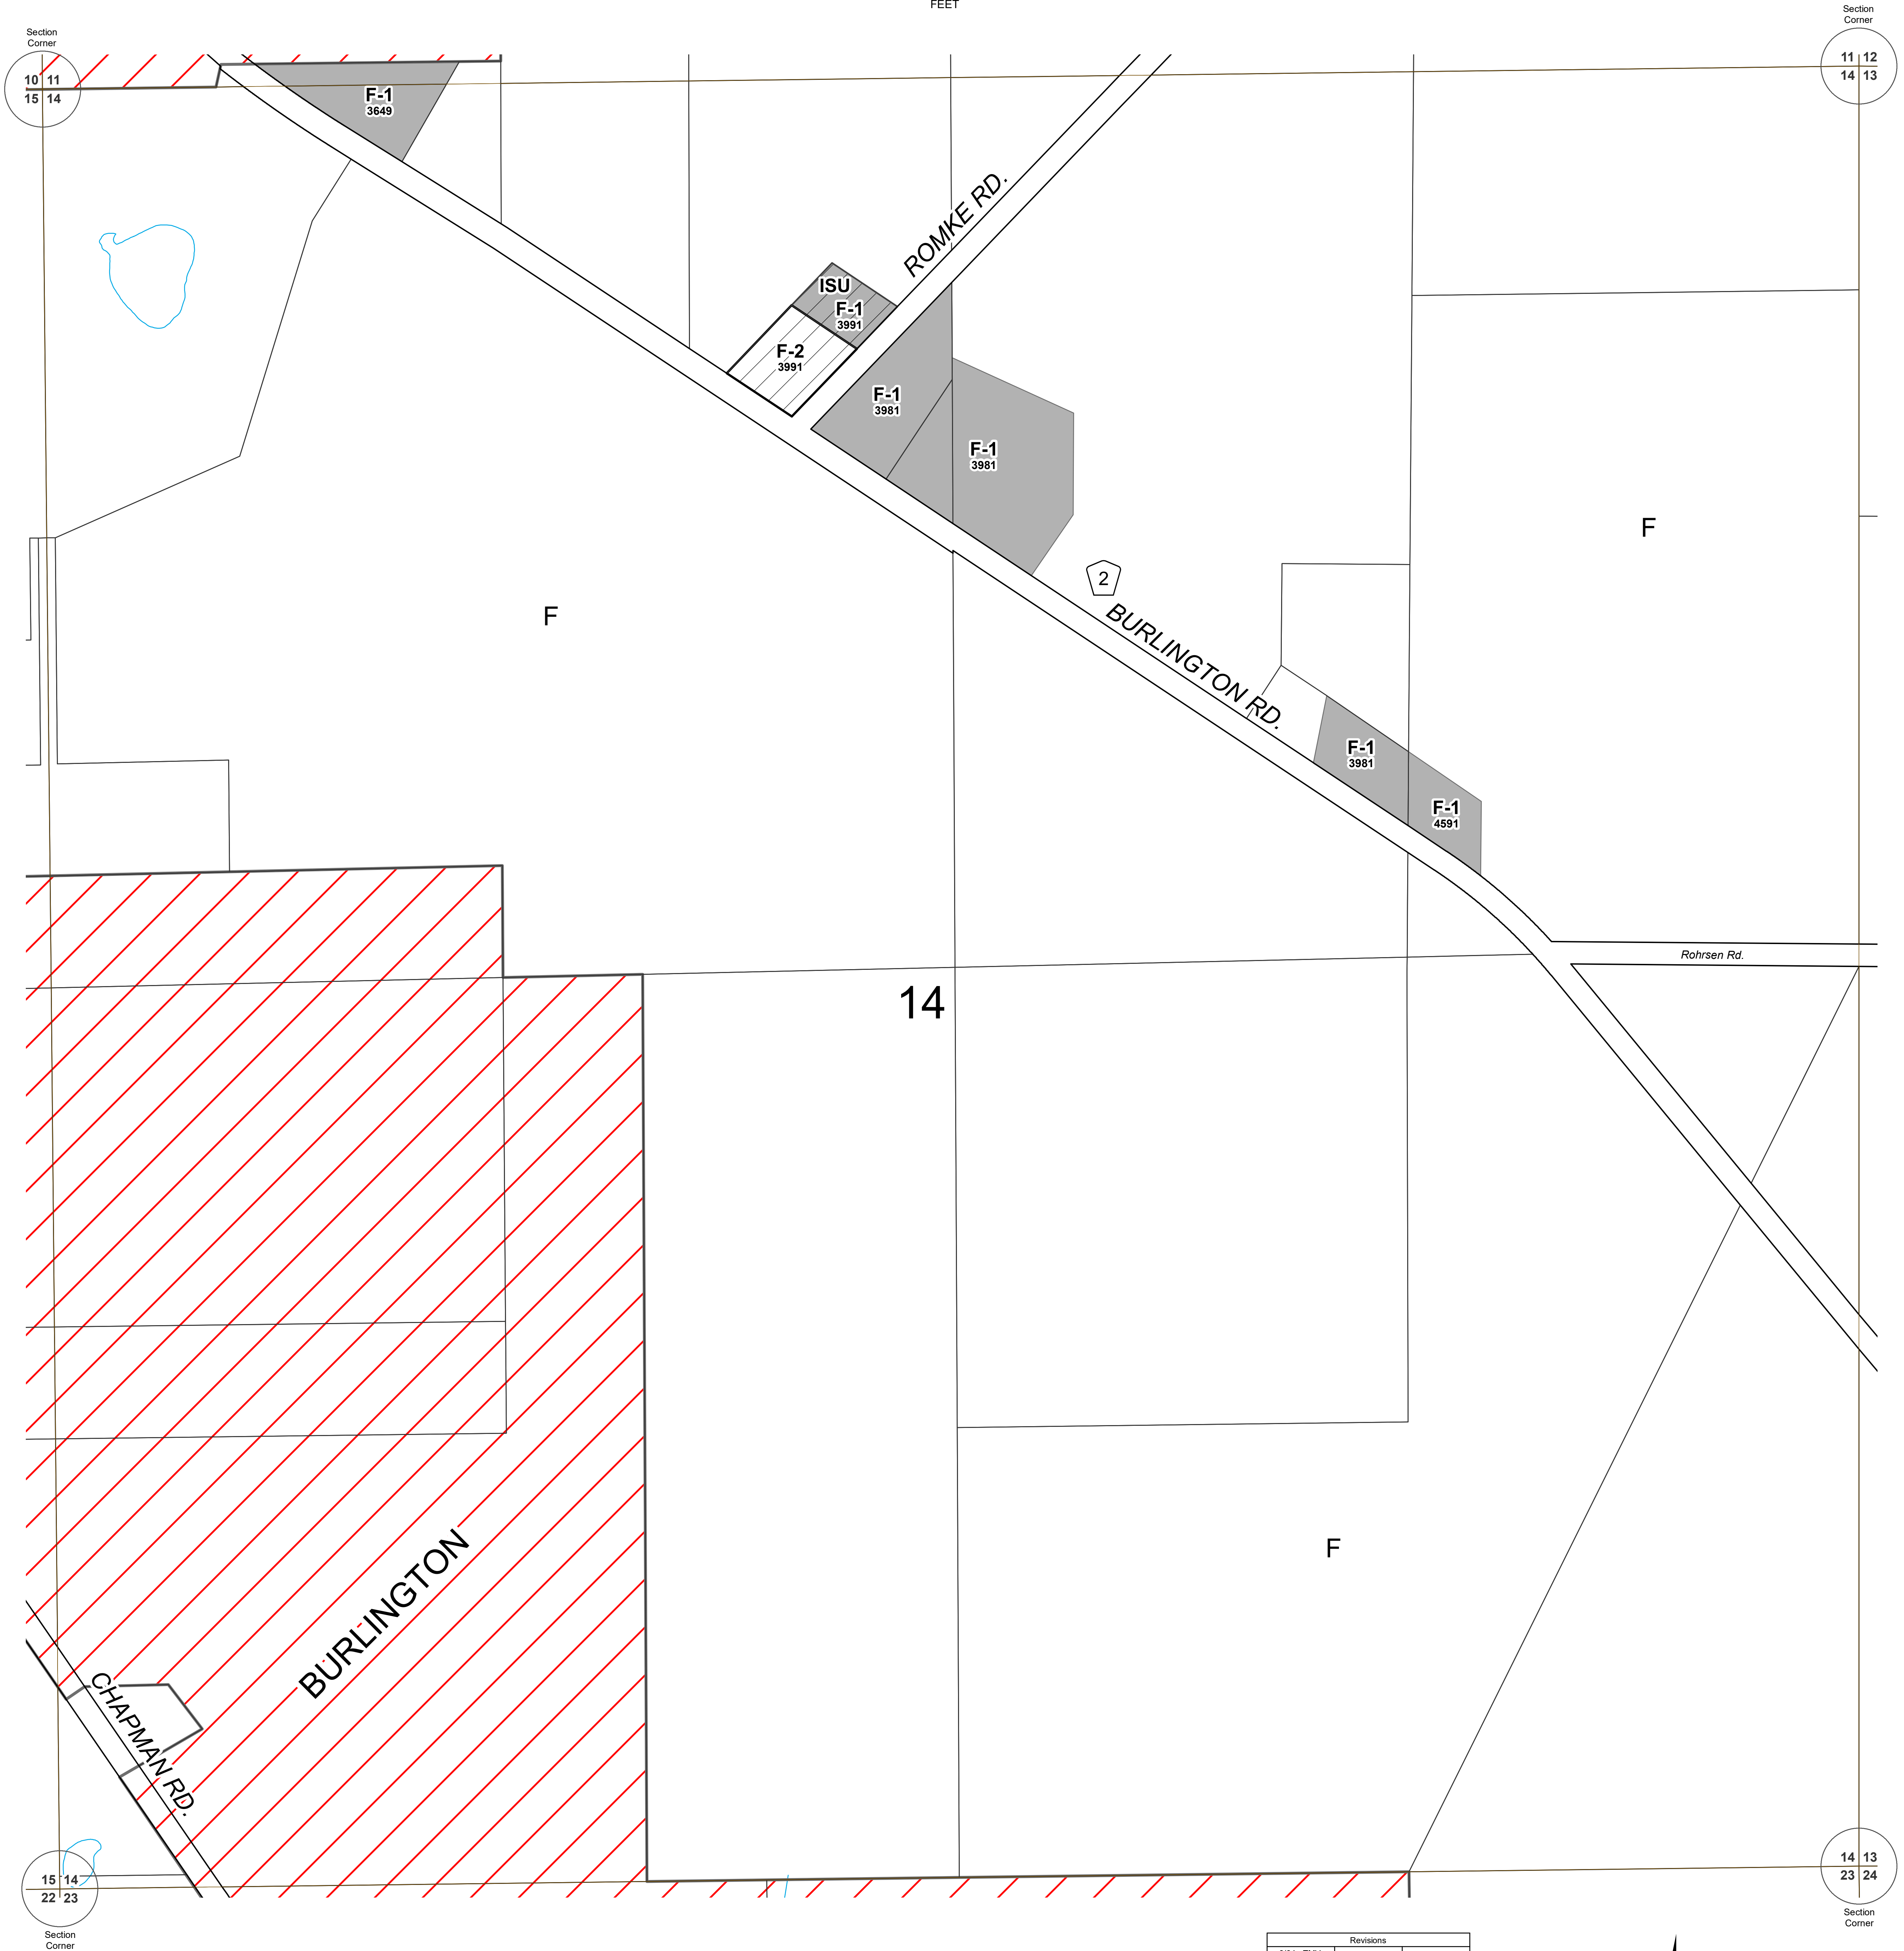 FEET
Section
Corner
Section
Corner
10 11
15 14
11 12
14 13
F-1
3649
ROMKE RD.
ISU
F-1
3991
F-2
3991
F-1
3981
F-1
3981
F
2
BURLINGTON RD.
F
F-1
3981
F-1
4591
Rohrsen Rd.
14
F
BURLINGTON
CHAPMAN RD.
15 14
22 23
Section
Corner
14 13
23 24
Section
Corner
Revisions